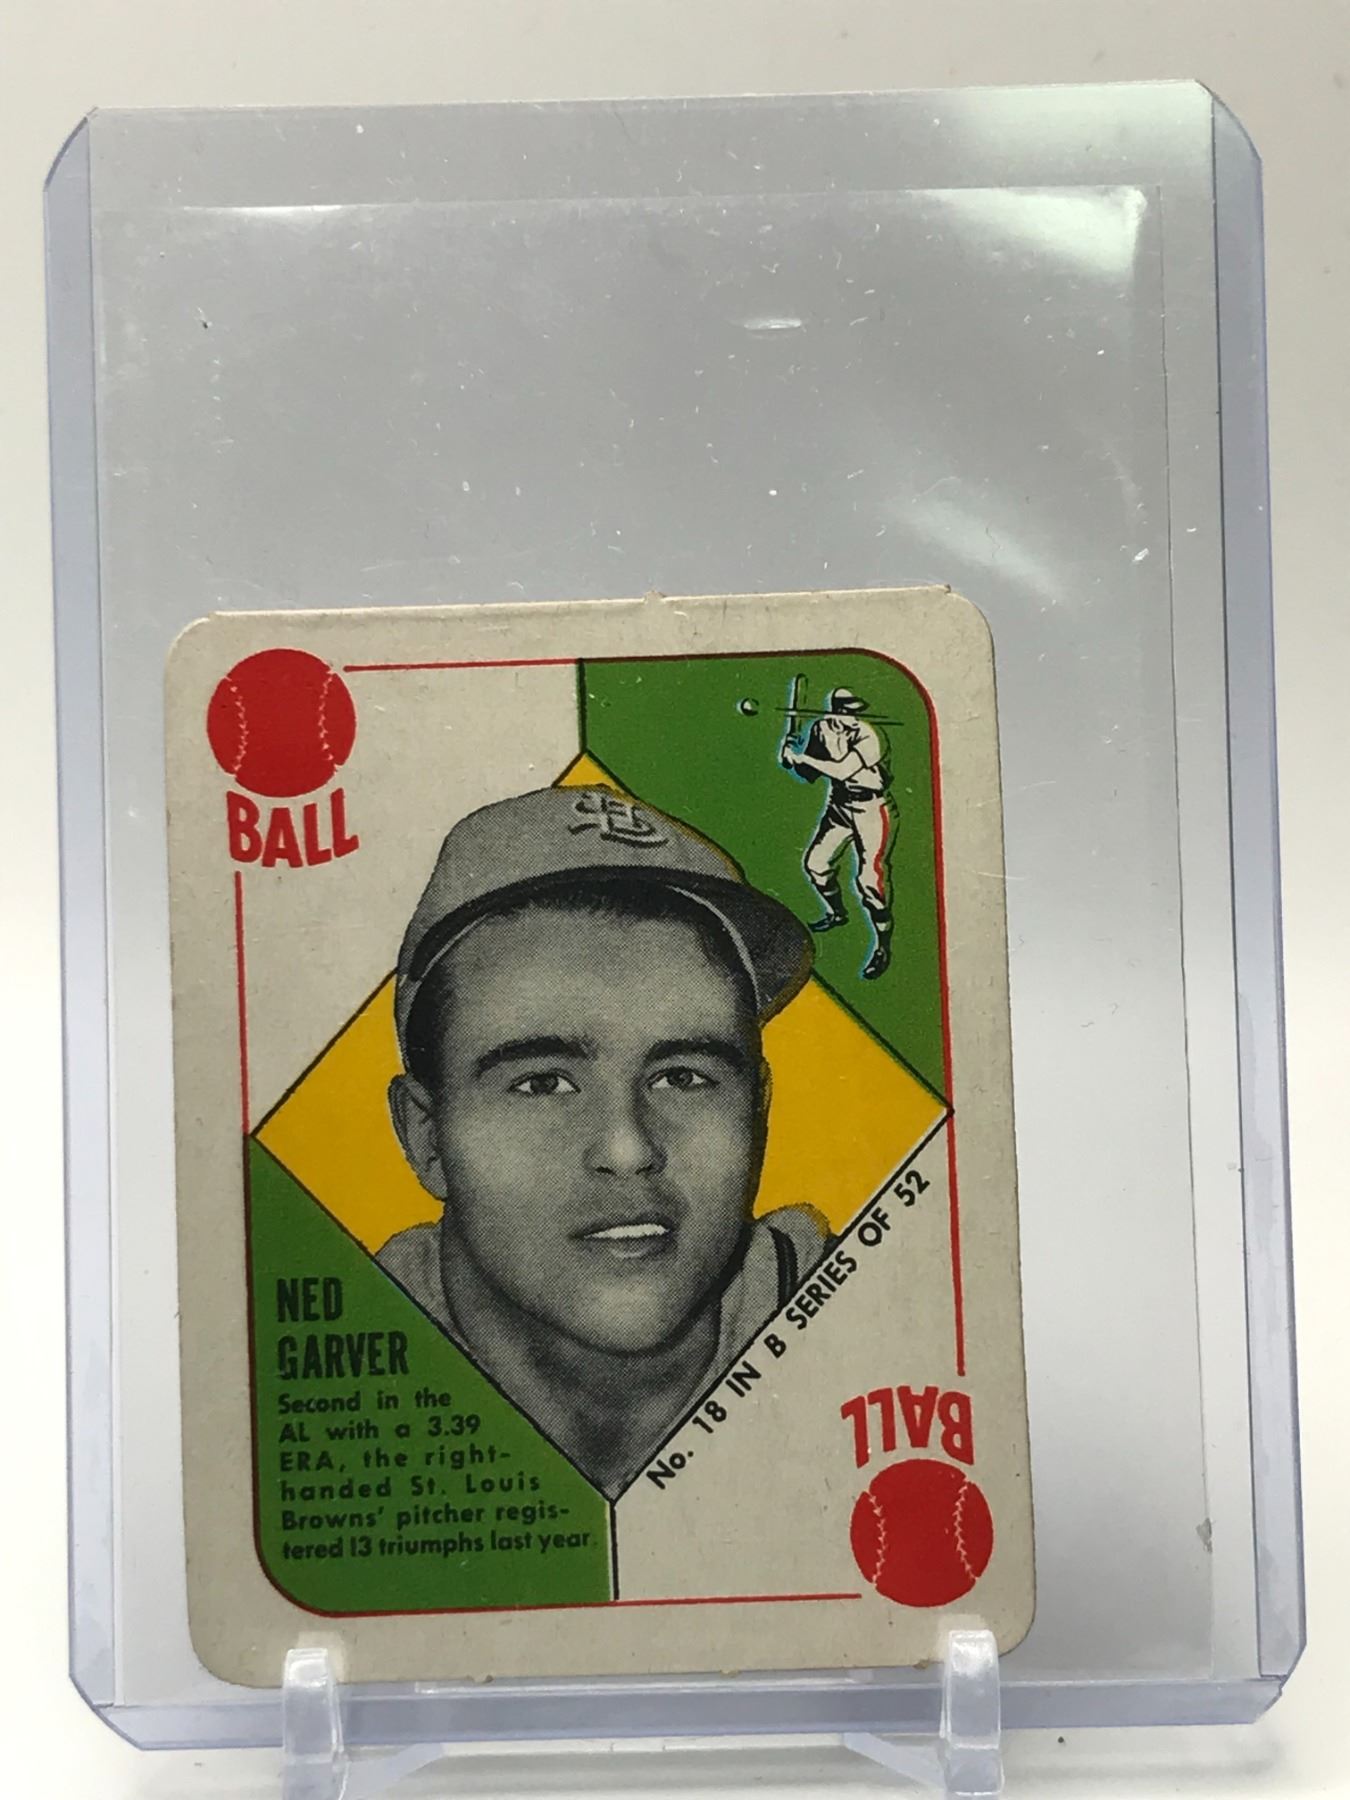 BALL
STL
NED
GARVER
Second in the
AL with a 3.39
ERA, the right-
handed St. Louis
Browns' pitcher regis-
tered 13 triumphs last year.
No. 18 IN B SERIES OF 52
BALL